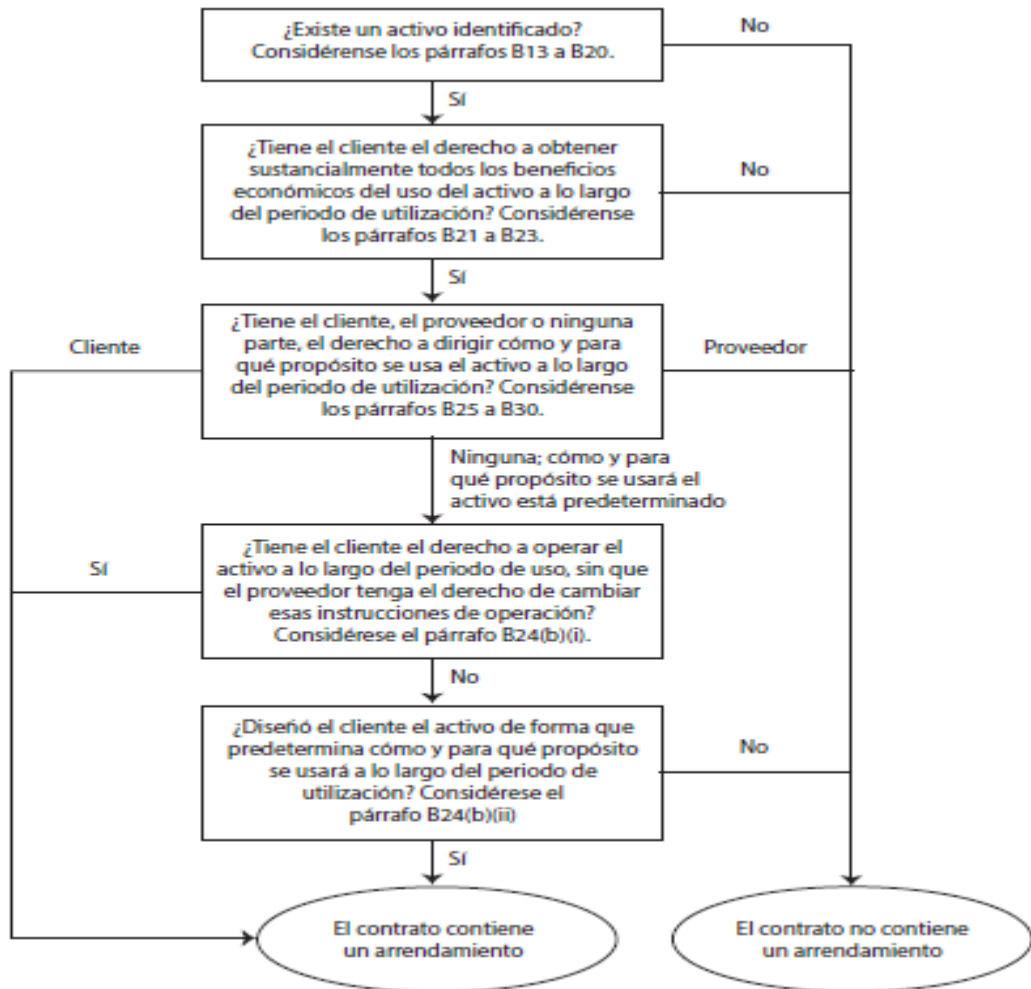 ¿Existe un activo identificado?
Considérense los párrafos B13 a B20.
No
Sí
¿Tiene el cliente el derecho a obtener
sustancialmente todos los beneficios
económicos del uso del activo a lo largo
del periodo de utilización? Considérense
los párrafos B21 a B23.
No
Sí
Cliente
¿Tiene el cliente, el proveedor o ninguna
parte, el derecho a dirigir cómo y para
qué propósito se usa el activo a lo largo
del periodo de utilización? Considérense
los párrafos B25 a B30.
Proveedor
Ninguna; cómo y para
qué propósito se usará el
activo está predeterminado
Sí
¿Tiene el cliente el derecho a operar el
activo a lo largo del periodo de uso, sin que
el proveedor tenga el derecho de cambiar
esas instrucciones de operación?
Considérese el párrafo B24(b)(i).
No
¿Diseñó el cliente el activo de forma que
predetermina cómo y para qué propósito
se usará a lo largo del periodo de
utilización? Considérese el
párrafo B24(b)(ii)
No
Sí
El contrato contiene
un arrendamiento
El contrato no contiene
un arrendamiento